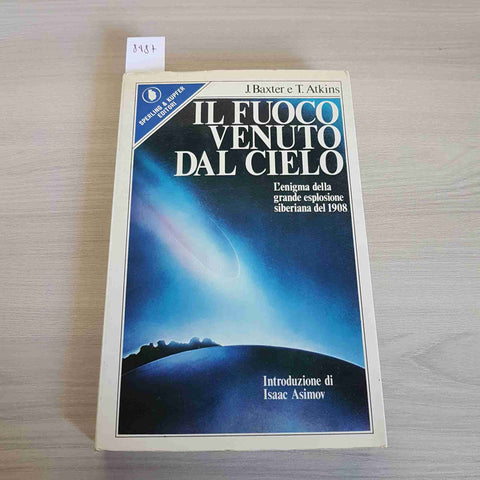 8487
SPERLING & KUPFER
EDITORI
J. Baxter e T. Atkins
IL FUOCO
VENUTO
DAL CIELO
L'enigma della
grande esplosione
siberiana del 1908
Introduzione di
Isaac Asimov